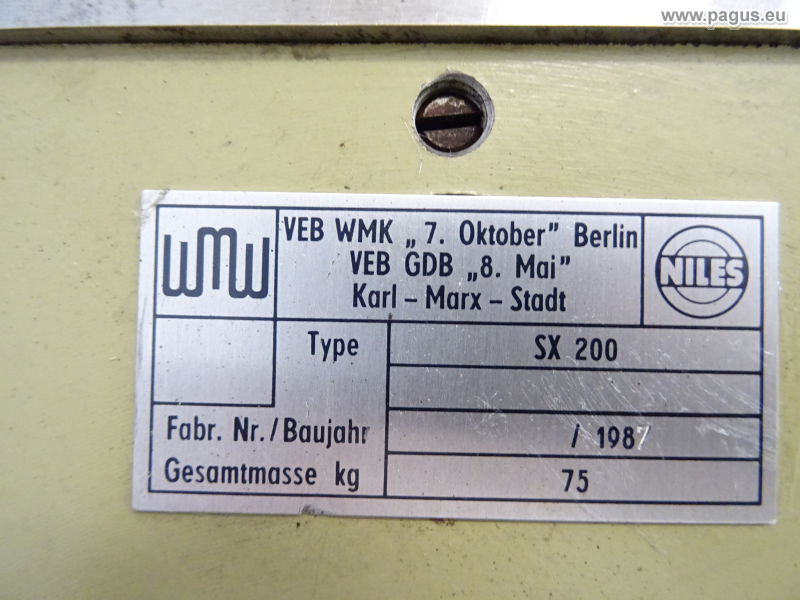 www.pagus.eu
WMW
VEB WMK „7. Oktober” Berlin
VEB GDB „8. Mai”
Karl – Marx – Stadt
NILES
Type SX 200
Fabr. Nr./Baujahr / 1987
Gesamtmasse kg 75